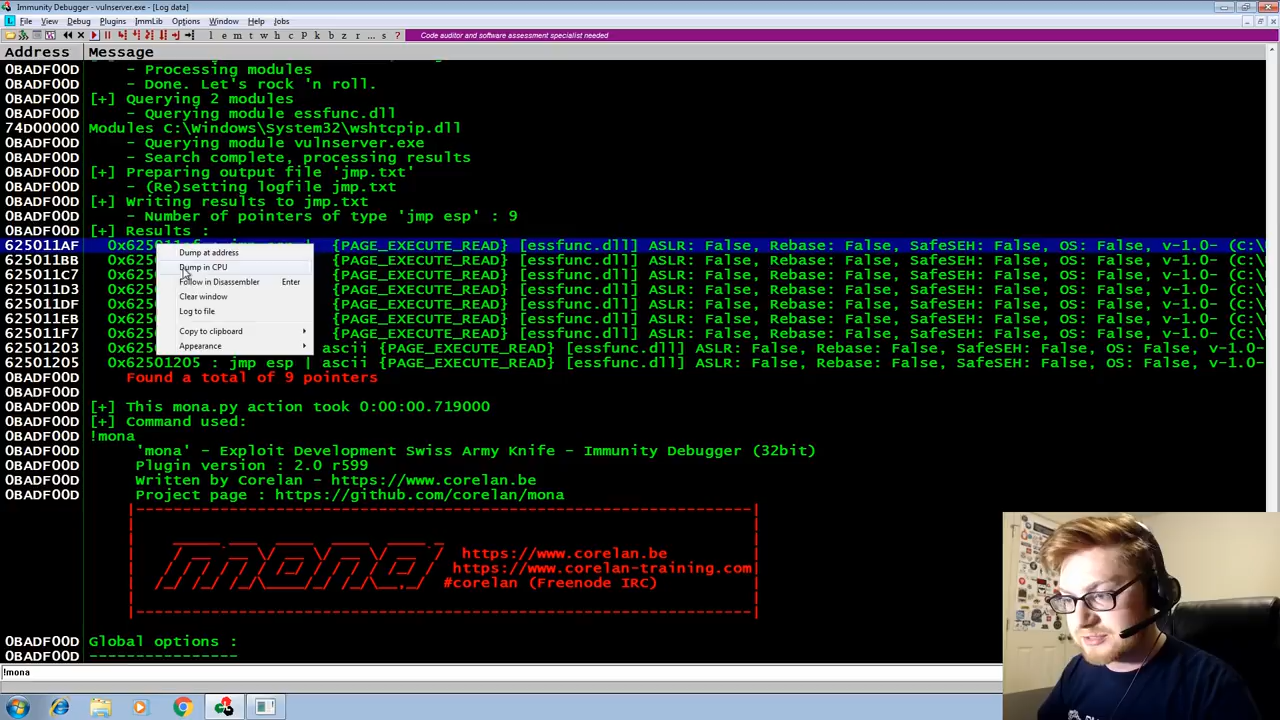 Immunity Debugger - vulnserver.exe - [Log data]
File View Debug Plugins ImmLib Options Window Help Jobs
l e m t w h c P k b z r ... s ? Code auditor and software assessment specialist needed
Address Message
0BADF00D - Processing modules
0BADF00D - Done. Let's rock 'n roll.
0BADF00D [+] Querying 2 modules
0BADF00D - Querying module essfunc.dll
74D00000 Modules C:\Windows\System32\wshtcpip.dll
0BADF00D - Querying module vulnserver.exe
0BADF00D - Search complete, processing results
0BADF00D [+] Preparing output file 'jmp.txt'
0BADF00D - (Re)setting logfile jmp.txt
0BADF00D [+] Writing results to jmp.txt
0BADF00D - Number of pointers of type 'jmp esp' : 9
0BADF00D [+] Results :
625011AF 0x625011af : jmp esp | {PAGE_EXECUTE_READ} [essfunc.dll] ASLR: False, Rebase: False, SafeSEH: False, OS: False, v-1.0- (C:\
625011BB 0x625 {PAGE_EXECUTE_READ} [essfunc.dll] ASLR: False, Rebase: False, SafeSEH: False, OS: False, v-1.0- (C:\
625011C7 0x625 {PAGE_EXECUTE_READ} [essfunc.dll] ASLR: False, Rebase: False, SafeSEH: False, OS: False, v-1.0- (C:\
625011D3 0x625 {PAGE_EXECUTE_READ} [essfunc.dll] ASLR: False, Rebase: False, SafeSEH: False, OS: False, v-1.0- (C:\
625011DF 0x625 {PAGE_EXECUTE_READ} [essfunc.dll] ASLR: False, Rebase: False, SafeSEH: False, OS: False, v-1.0- (C:\
625011EB 0x625 {PAGE_EXECUTE_READ} [essfunc.dll] ASLR: False, Rebase: False, SafeSEH: False, OS: False, v-1.0- (C:\
625011F7 0x625 {PAGE_EXECUTE_READ} [essfunc.dll] ASLR: False, Rebase: False, SafeSEH: False, OS: False, v-1.0- (C:\
62501203 0x625 ascii {PAGE_EXECUTE_READ} [essfunc.dll] ASLR: False, Rebase: False, SafeSEH: False, OS: False, v-1.0-
62501205 0x62501205 : jmp esp | ascii {PAGE_EXECUTE_READ} [essfunc.dll] ASLR: False, Rebase: False, SafeSEH: False, OS: False, v-1.0-
Dump at address
Dump in CPU
Follow in Disassembler Enter
Clear window
Log to file
Copy to clipboard
Appearance
0BADF00D Found a total of 9 pointers
0BADF00D
0BADF00D [+] This mona.py action took 0:00:00.719000
0BADF00D [+] Command used:
0BADF00D !mona
0BADF00D 'mona' - Exploit Development Swiss Army Knife - Immunity Debugger (32bit)
0BADF00D Plugin version : 2.0 r599
0BADF00D Written by Corelan - https://www.corelan.be
0BADF00D Project page : https://github.com/corelan/mona
mona
https://www.corelan.be
https://www.corelan-training.com
#corelan (Freenode IRC)
0BADF00D Global options :
0BADF00D ----------------
!mona